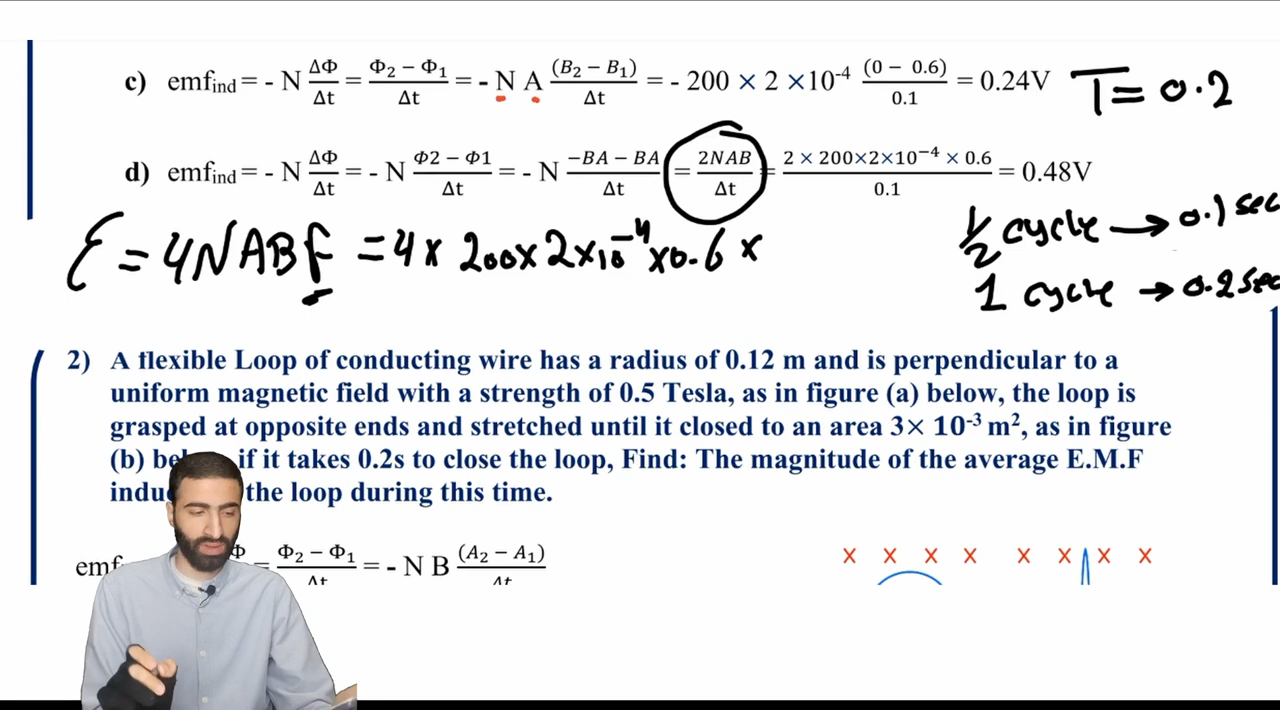 c) emf_ind = - N ΔΦ/Δt = Φ₂ − Φ₁/Δt = - N A (B₂ − B₁)/Δt = - 200 × 2 ×10⁻⁴ (0 − 0.6)/0.1 = 0.24V T = 0.2
d) emf_ind = - N ΔΦ/Δt = - N Φ2 − Φ1/Δt = - N −BA − BA/Δt = 2NAB/Δt = 2 × 200×2×10⁻⁴ × 0.6/0.1 = 0.48V
½ cycle → 0.1 sec
ε = 4NABf = 4 × 200 × 2×10⁻⁴ × 0.6 ×
1 cycle → 0.2 sec
2) A flexible Loop of conducting wire has a radius of 0.12 m and is perpendicular to a
uniform magnetic field with a strength of 0.5 Tesla, as in figure (a) below, the loop is
grasped at opposite ends and stretched until it closed to an area 3× 10⁻³ m², as in figure
(b) if it takes 0.2s to close the loop, Find: The magnitude of the average E.M.F
the loop during this time.
emf = Φ₂ − Φ₁/Δt = - N B (A₂ − A₁)/Δt
x x x x x x x x